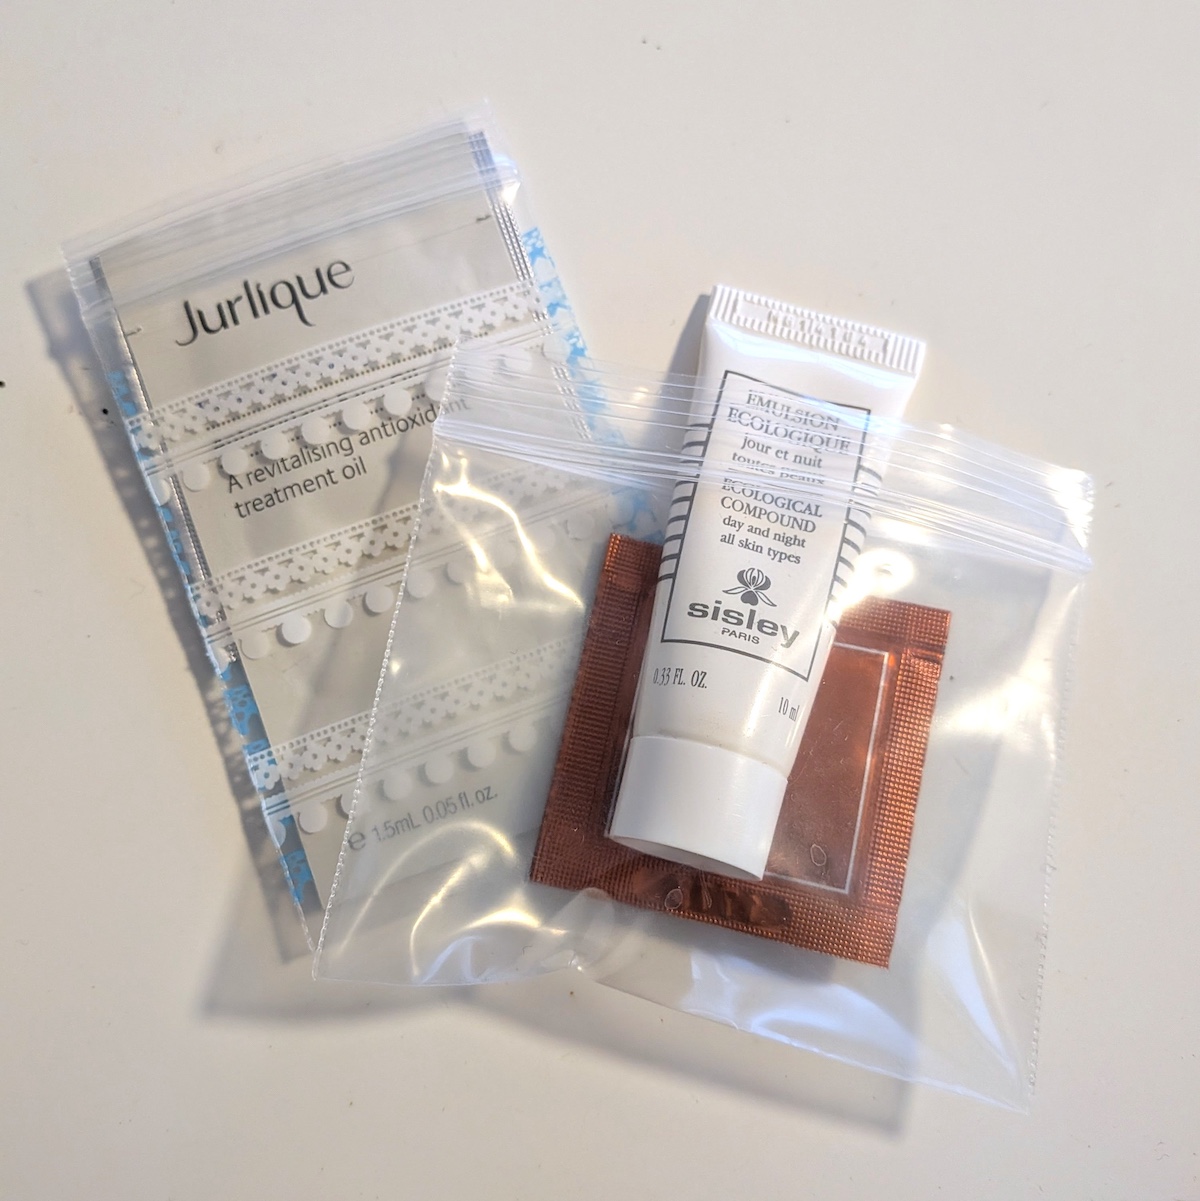 Jurlique
A revitalising antioxidant
treatment oil
e 1.5mL 0.05 fl.oz.
EMULSION
ECOLOGIQUE
jour et nuit
toutes peaux
ECOLOGICAL
COMPOUND
day and night
all skin types
sisley
PARIS
0.33 FL. OZ.
10 ml